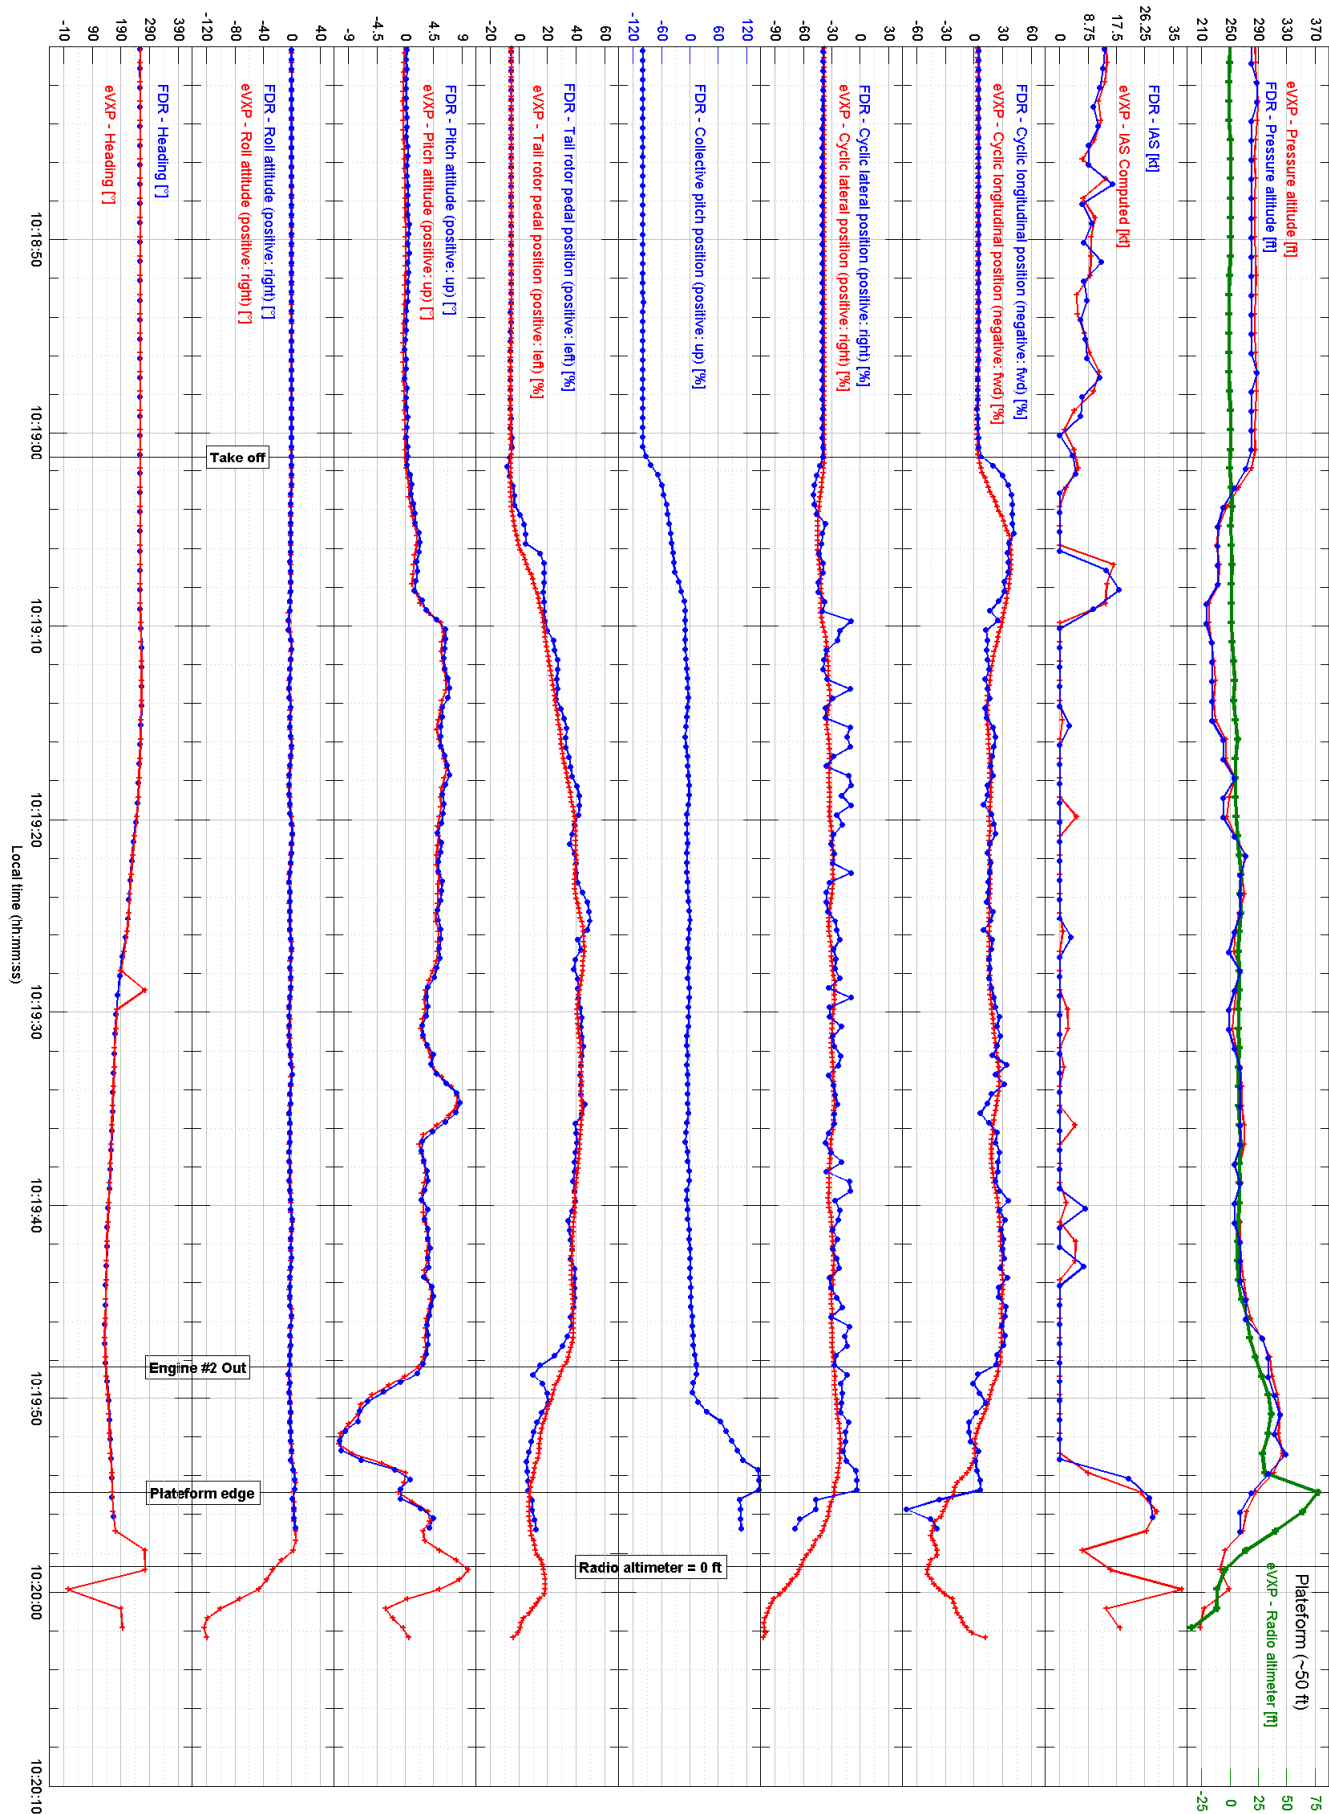 370
330
290
250
210
75
50
25
0
-25
eVXP - Pressure altitude [ft]
FDR - Pressure altitude [ft]
Plateform (~50 ft)
eVXP - Radio altimeter [ft]
35
26.25
17.5
8.75
0
FDR - IAS [kt]
eVXP - IAS Computed [kt]
60
30
0
-30
-60
FDR - Cyclic longitudinal position (negative: fwd) [%]
eVXP - Cyclic longitudinal position (negative: fwd) [%]
30
0
-30
-60
-90
FDR - Cyclic lateral position (positive: right) [%]
eVXP - Cyclic lateral position (positive: right) [%]
120
60
0
-60
-120
FDR - Collective pitch position (positive: up) [%]
Radio altimeter = 0 ft
60
40
20
0
-20
FDR - Tail rotor pedal position (positive: left) [%]
eVXP - Tail rotor pedal position (positive: left) [%]
9
4.5
0
-4.5
-9
FDR - Pitch attitude (positive: up) [°]
eVXP - Pitch attitude (positive: up) [°]
40
0
-40
-80
-120
FDR - Roll attitude (positive: right) [°]
eVXP - Roll attitude (positive: right) [°]
Take off
Engine #2 Out
Plateform edge
390
290
190
90
-10
FDR - Heading [°]
eVXP - Heading [°]
10:18:50
10:19:00
10:19:10
10:19:20
10:19:30
10:19:40
10:19:50
10:20:00
10:20:10
Local time (hh:mm:ss)